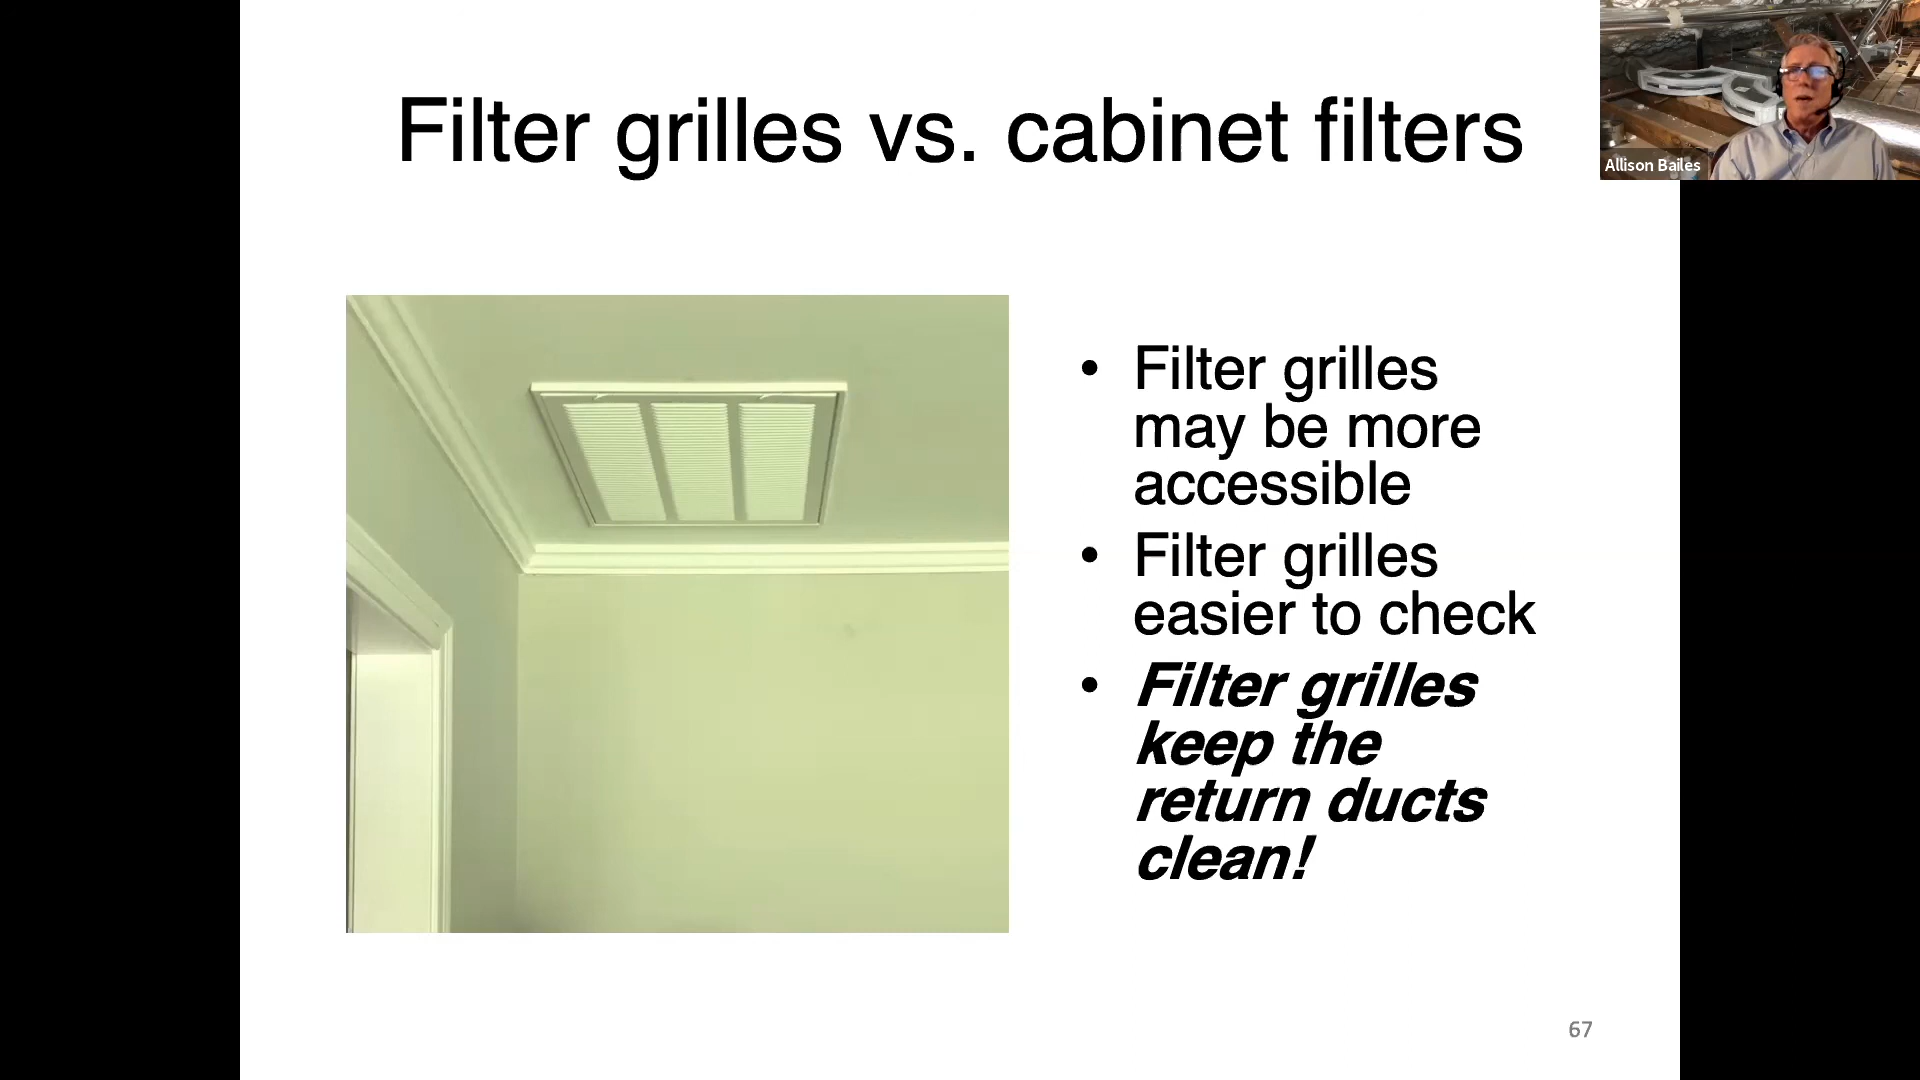 Filter grilles vs. cabinet filters
Allison Bailes
• Filter grilles
may be more
accessible
• Filter grilles
easier to check
• Filter grilles
keep the
return ducts
clean!
67